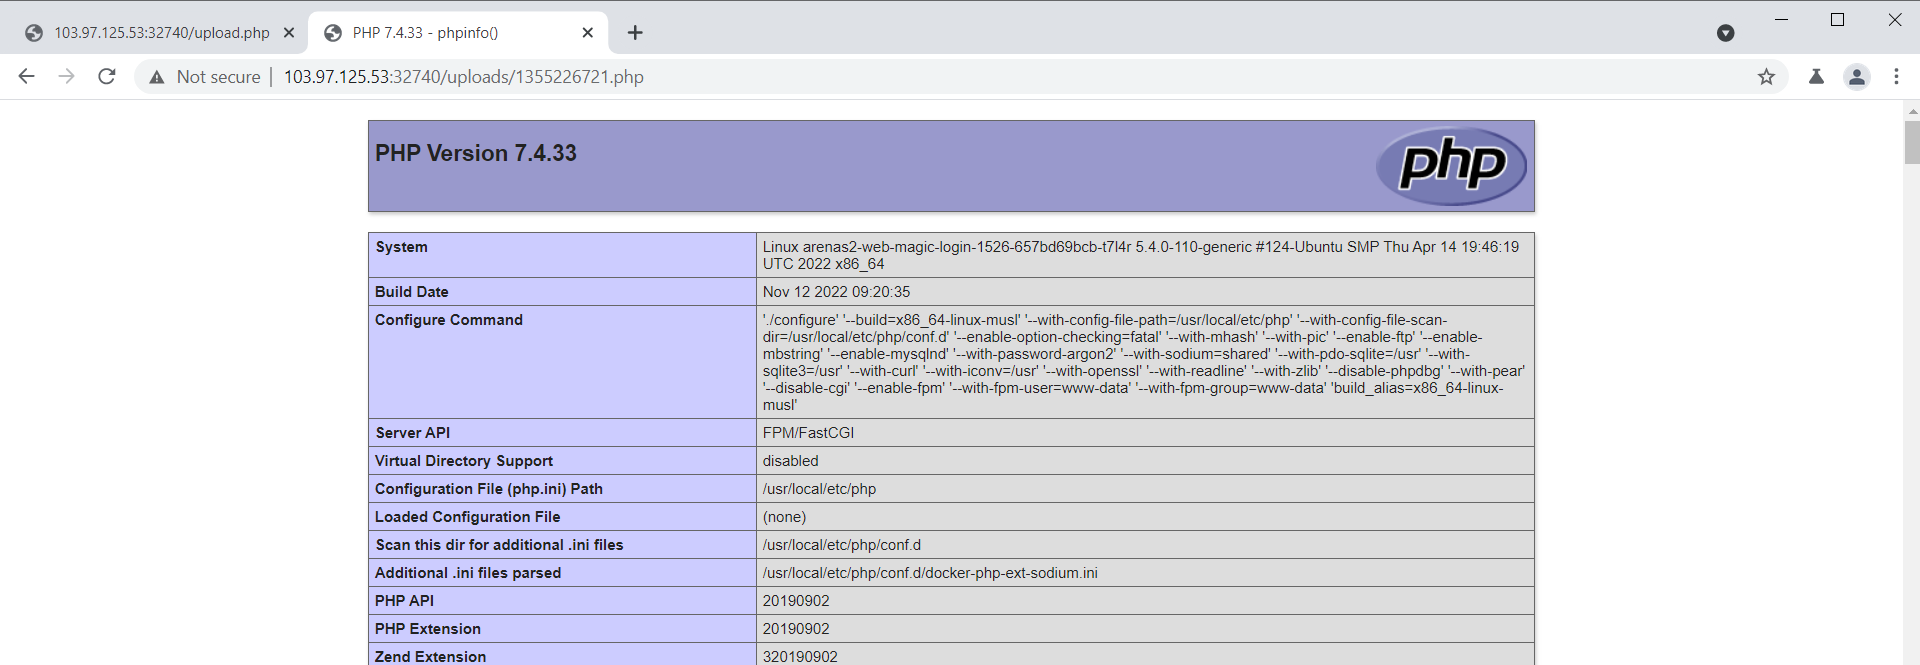 103.97.125.53:32740/upload.php
PHP 7.4.33 - phpinfo()
Not secure
103.97.125.53:32740/uploads/1355226721.php
PHP Version 7.4.33
php
System
Linux arenas2-web-magic-login-1526-657bd69bcb-t7l4r 5.4.0-110-generic #124-Ubuntu SMP Thu Apr 14 19:46:19
UTC 2022 x86_64
Build Date
Nov 12 2022 09:20:35
Configure Command
'./configure' '--build=x86_64-linux-musl' '--with-config-file-path=/usr/local/etc/php' '--with-config-file-scan-
dir=/usr/local/etc/php/conf.d' '--enable-option-checking=fatal' '--with-mhash' '--with-pic' '--enable-ftp' '--enable-
mbstring' '--enable-mysqlnd' '--with-password-argon2' '--with-sodium=shared' '--with-pdo-sqlite=/usr' '--with-
sqlite3=/usr' '--with-curl' '--with-iconv=/usr' '--with-openssl' '--with-readline' '--with-zlib' '--disable-phpdbg' '--with-pear'
'--disable-cgi' '--enable-fpm' '--with-fpm-user=www-data' '--with-fpm-group=www-data' 'build_alias=x86_64-linux-
musl'
Server API
FPM/FastCGI
Virtual Directory Support
disabled
Configuration File (php.ini) Path
/usr/local/etc/php
Loaded Configuration File
(none)
Scan this dir for additional .ini files
/usr/local/etc/php/conf.d
Additional .ini files parsed
/usr/local/etc/php/conf.d/docker-php-ext-sodium.ini
PHP API
20190902
PHP Extension
20190902
Zend Extension
320190902